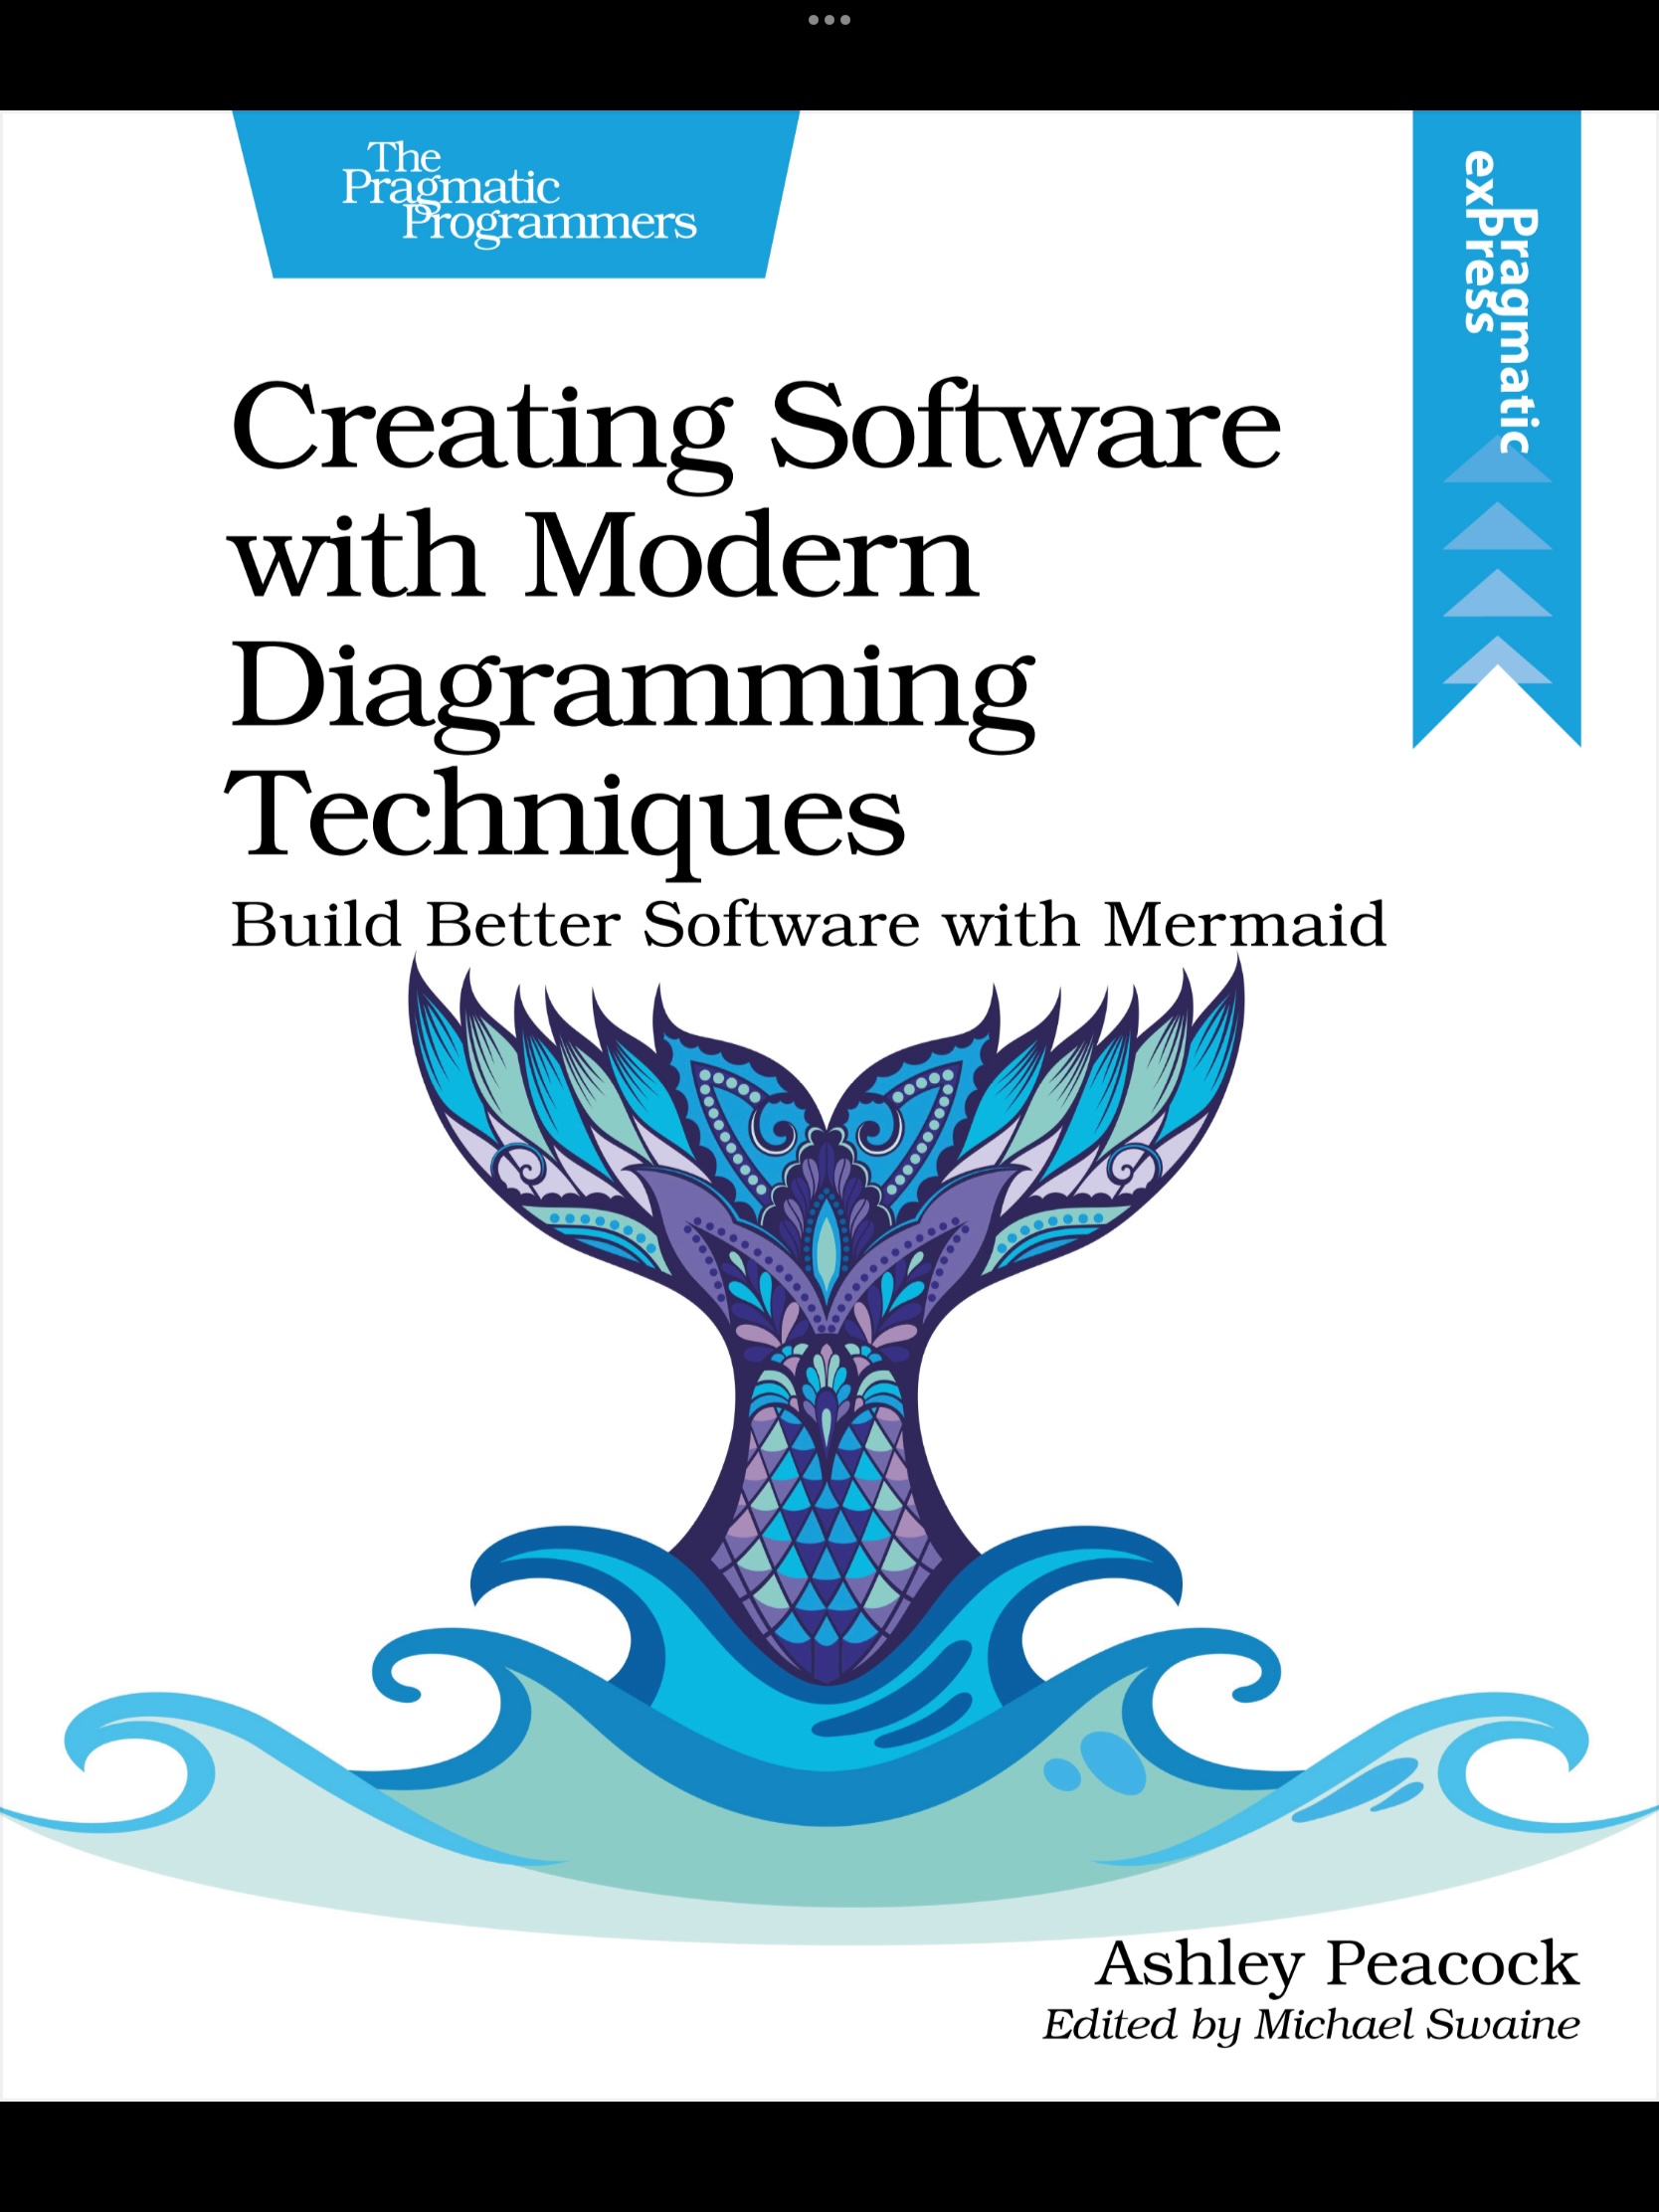 The
Pragmatic
Programmers
Pragmatic
exPress
Creating Software
with Modern
Diagramming
Techniques
Build Better Software with Mermaid
Ashley Peacock
Edited by Michael Swaine